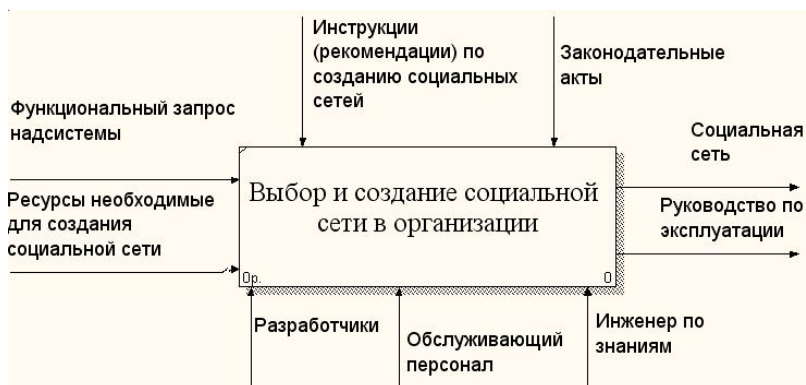 Инструкции
(рекомендации) по
созданию социальных
сетей
Законодательные
акты
Функциональный запрос
надсистемы
Социальная
сеть
Выбор и создание социальной
сети в организации
Ресурсы необходимые
для создания
социальной сети
Руководство по
эксплуатации
0р.
0
Разработчики
Обслуживающий
персонал
Инженер по
знаниям